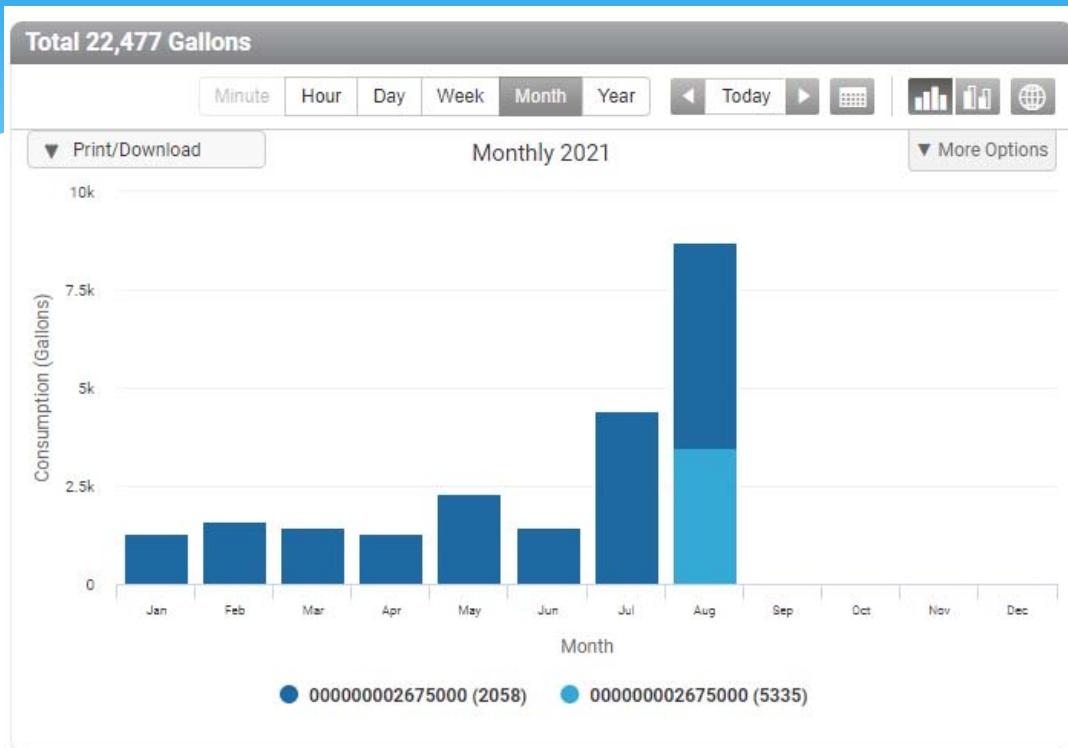 Total 22,477 Gallons
Minute Hour Day Week Month Year Today
Print/Download
Monthly 2021
More Options
Consumption (Gallons)
10k
7.5k
5k
2.5k
0
Jan Feb Mar Apr May Jun Jul Aug Sep Oct Nov Dec
Month
000000002675000 (2058) 000000002675000 (5335)